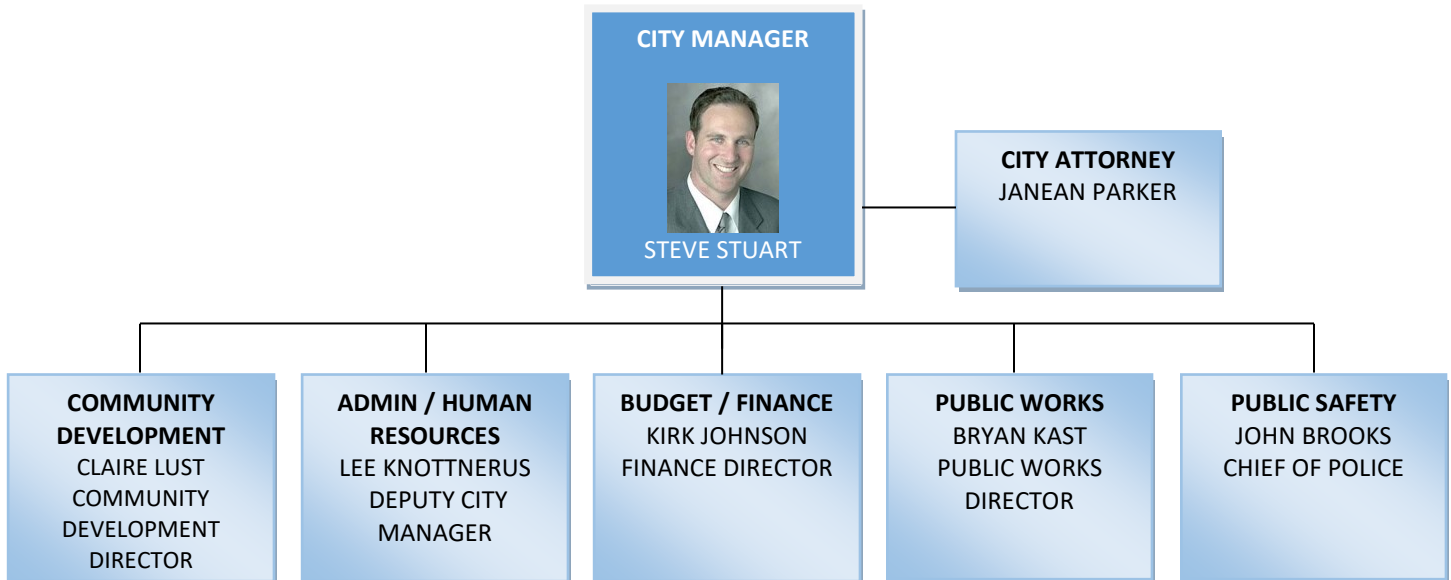 CITY MANAGER
STEVE STUART
CITY ATTORNEY
JANEAN PARKER
COMMUNITY
DEVELOPMENT
CLAIRE LUST
COMMUNITY
DEVELOPMENT
DIRECTOR
ADMIN / HUMAN
RESOURCES
LEE KNOTTNERUS
DEPUTY CITY
MANAGER
BUDGET / FINANCE
KIRK JOHNSON
FINANCE DIRECTOR
PUBLIC WORKS
BRYAN KAST
PUBLIC WORKS
DIRECTOR
PUBLIC SAFETY
JOHN BROOKS
CHIEF OF POLICE